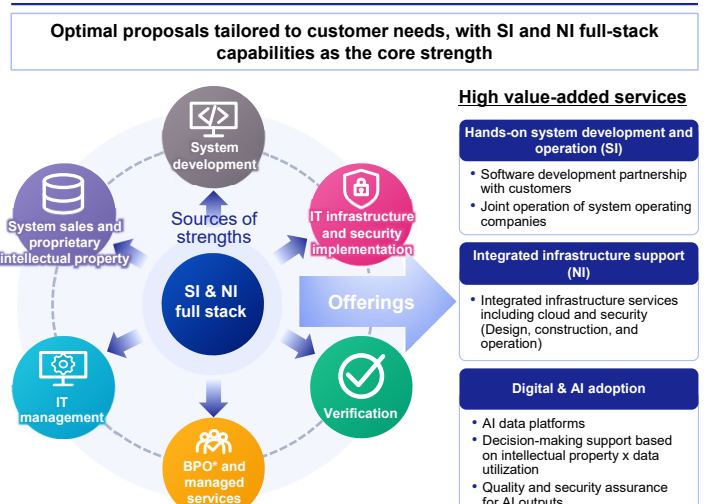 Optimal proposals tailored to customer needs, with SI and NI full-stack
capabilities as the core strength
System
development
System sales and
proprietary
intellectual property
Sources of
strengths
IT infrastructure
and security
implementation
SI & NI
full stack
Offerings
IT
management
Verification
BPO* and
managed
services
High value-added services
Hands-on system development and
operation (SI)
• Software development partnership
with customers
• Joint operation of system operating
companies
Integrated infrastructure support
(NI)
• Integrated infrastructure services
including cloud and security
(Design, construction, and
operation)
Digital & AI adoption
• AI data platforms
• Decision-making support based
on intellectual property x data
utilization
• Quality and security assurance
for AI outputs